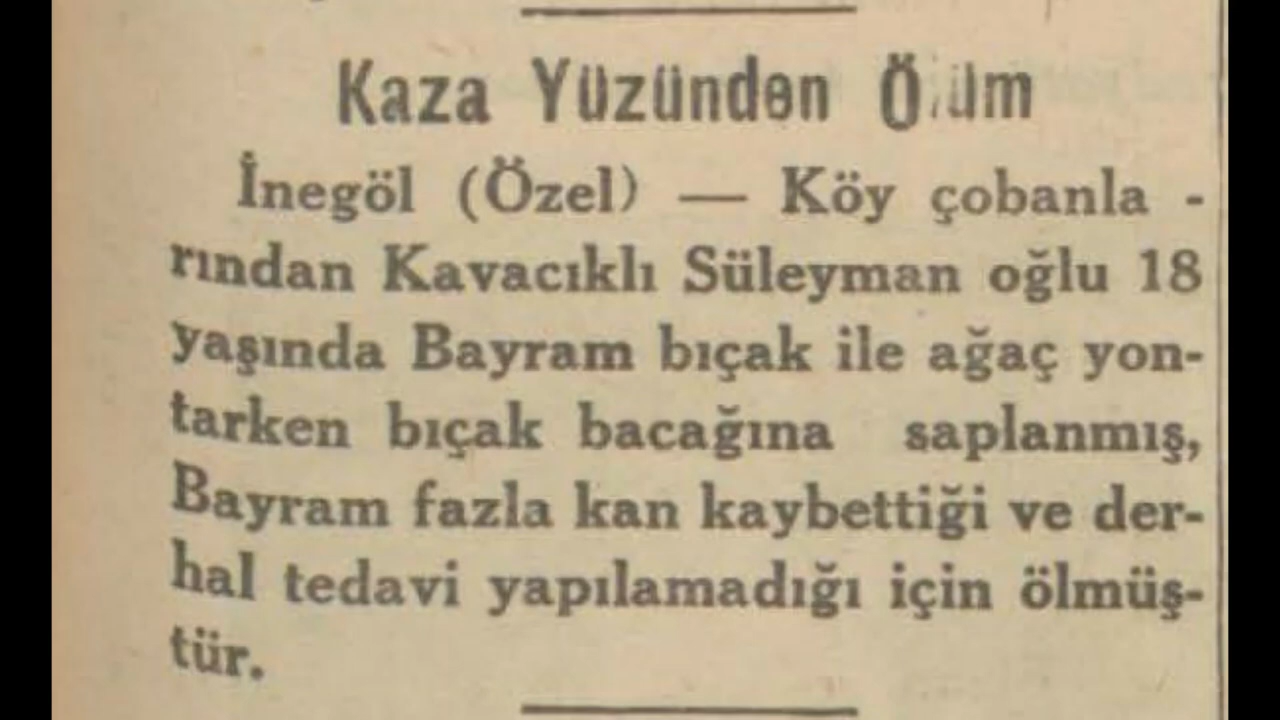 Kaza Yüzünden Ölüm
İnegöl (Özel) — Köy çobanla -
rından Kavacıklı Süleyman oğlu 18
yaşında Bayram bıçak ile ağaç yon-
tarken bıçak bacağına saplanmış,
Bayram fazla kan kaybettiği ve der-
hal tedavi yapılamadığı için ölmüş-
tür.